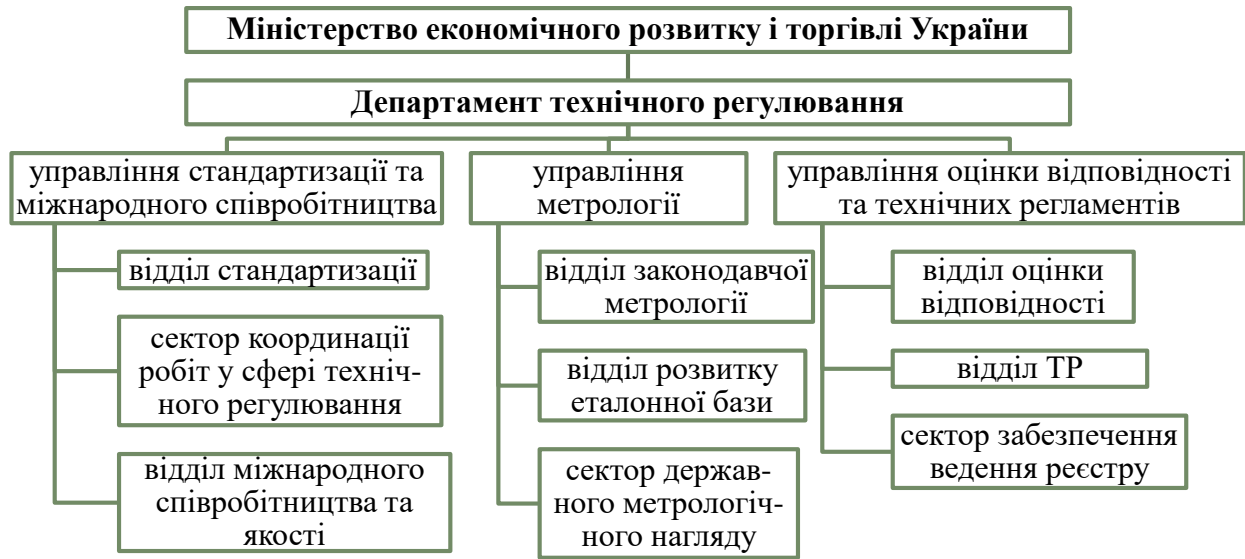 Міністерство економічного розвитку і торгівлі України
Департамент технічного регулювання
управління стандартизації та
міжнародного співробітництва
відділ стандартизації
сектор координації
робіт у сфері техніч-
ного регулювання
відділ міжнародного
співробітництва та
якості
управління
метрології
відділ законодавчої
метрології
відділ розвитку
еталонної бази
сектор держав-
ного метрологіч-
ного нагляду
управління оцінки відповідності
та технічних регламентів
відділ оцінки
відповідності
відділ ТР
сектор забезпечення
ведення реєстру